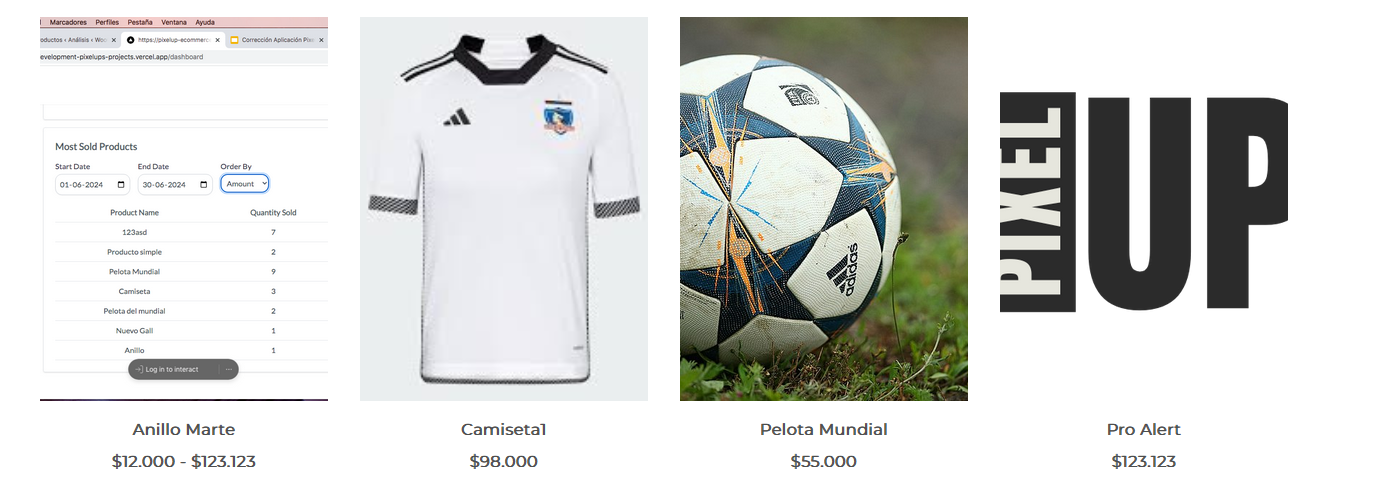 Marcadores Perfiles Pestaña Ventana Ayuda
oductos ‹ Análisis ‹ Woo
https://pixelup-ecommerc
Corrección Aplicación Pixe
evelopment-pixelups-projects.vercel.app/dashboard
Most Sold Products
Start Date End Date Order By
01-06-2024 30-06-2024 Amount
Product Name Quantity Sold
123asd 7
Producto simple 2
Pelota Mundial 9
Camiseta 3
Pelota del mundial 2
Nuevo Gall 1
Anillo 1
Log in to interact
Anillo Marte
$12.000 - $123.123
Camiseta1
$98.000
adidas
Pelota Mundial
$55.000
PIXEL
UP
Pro Alert
$123.123